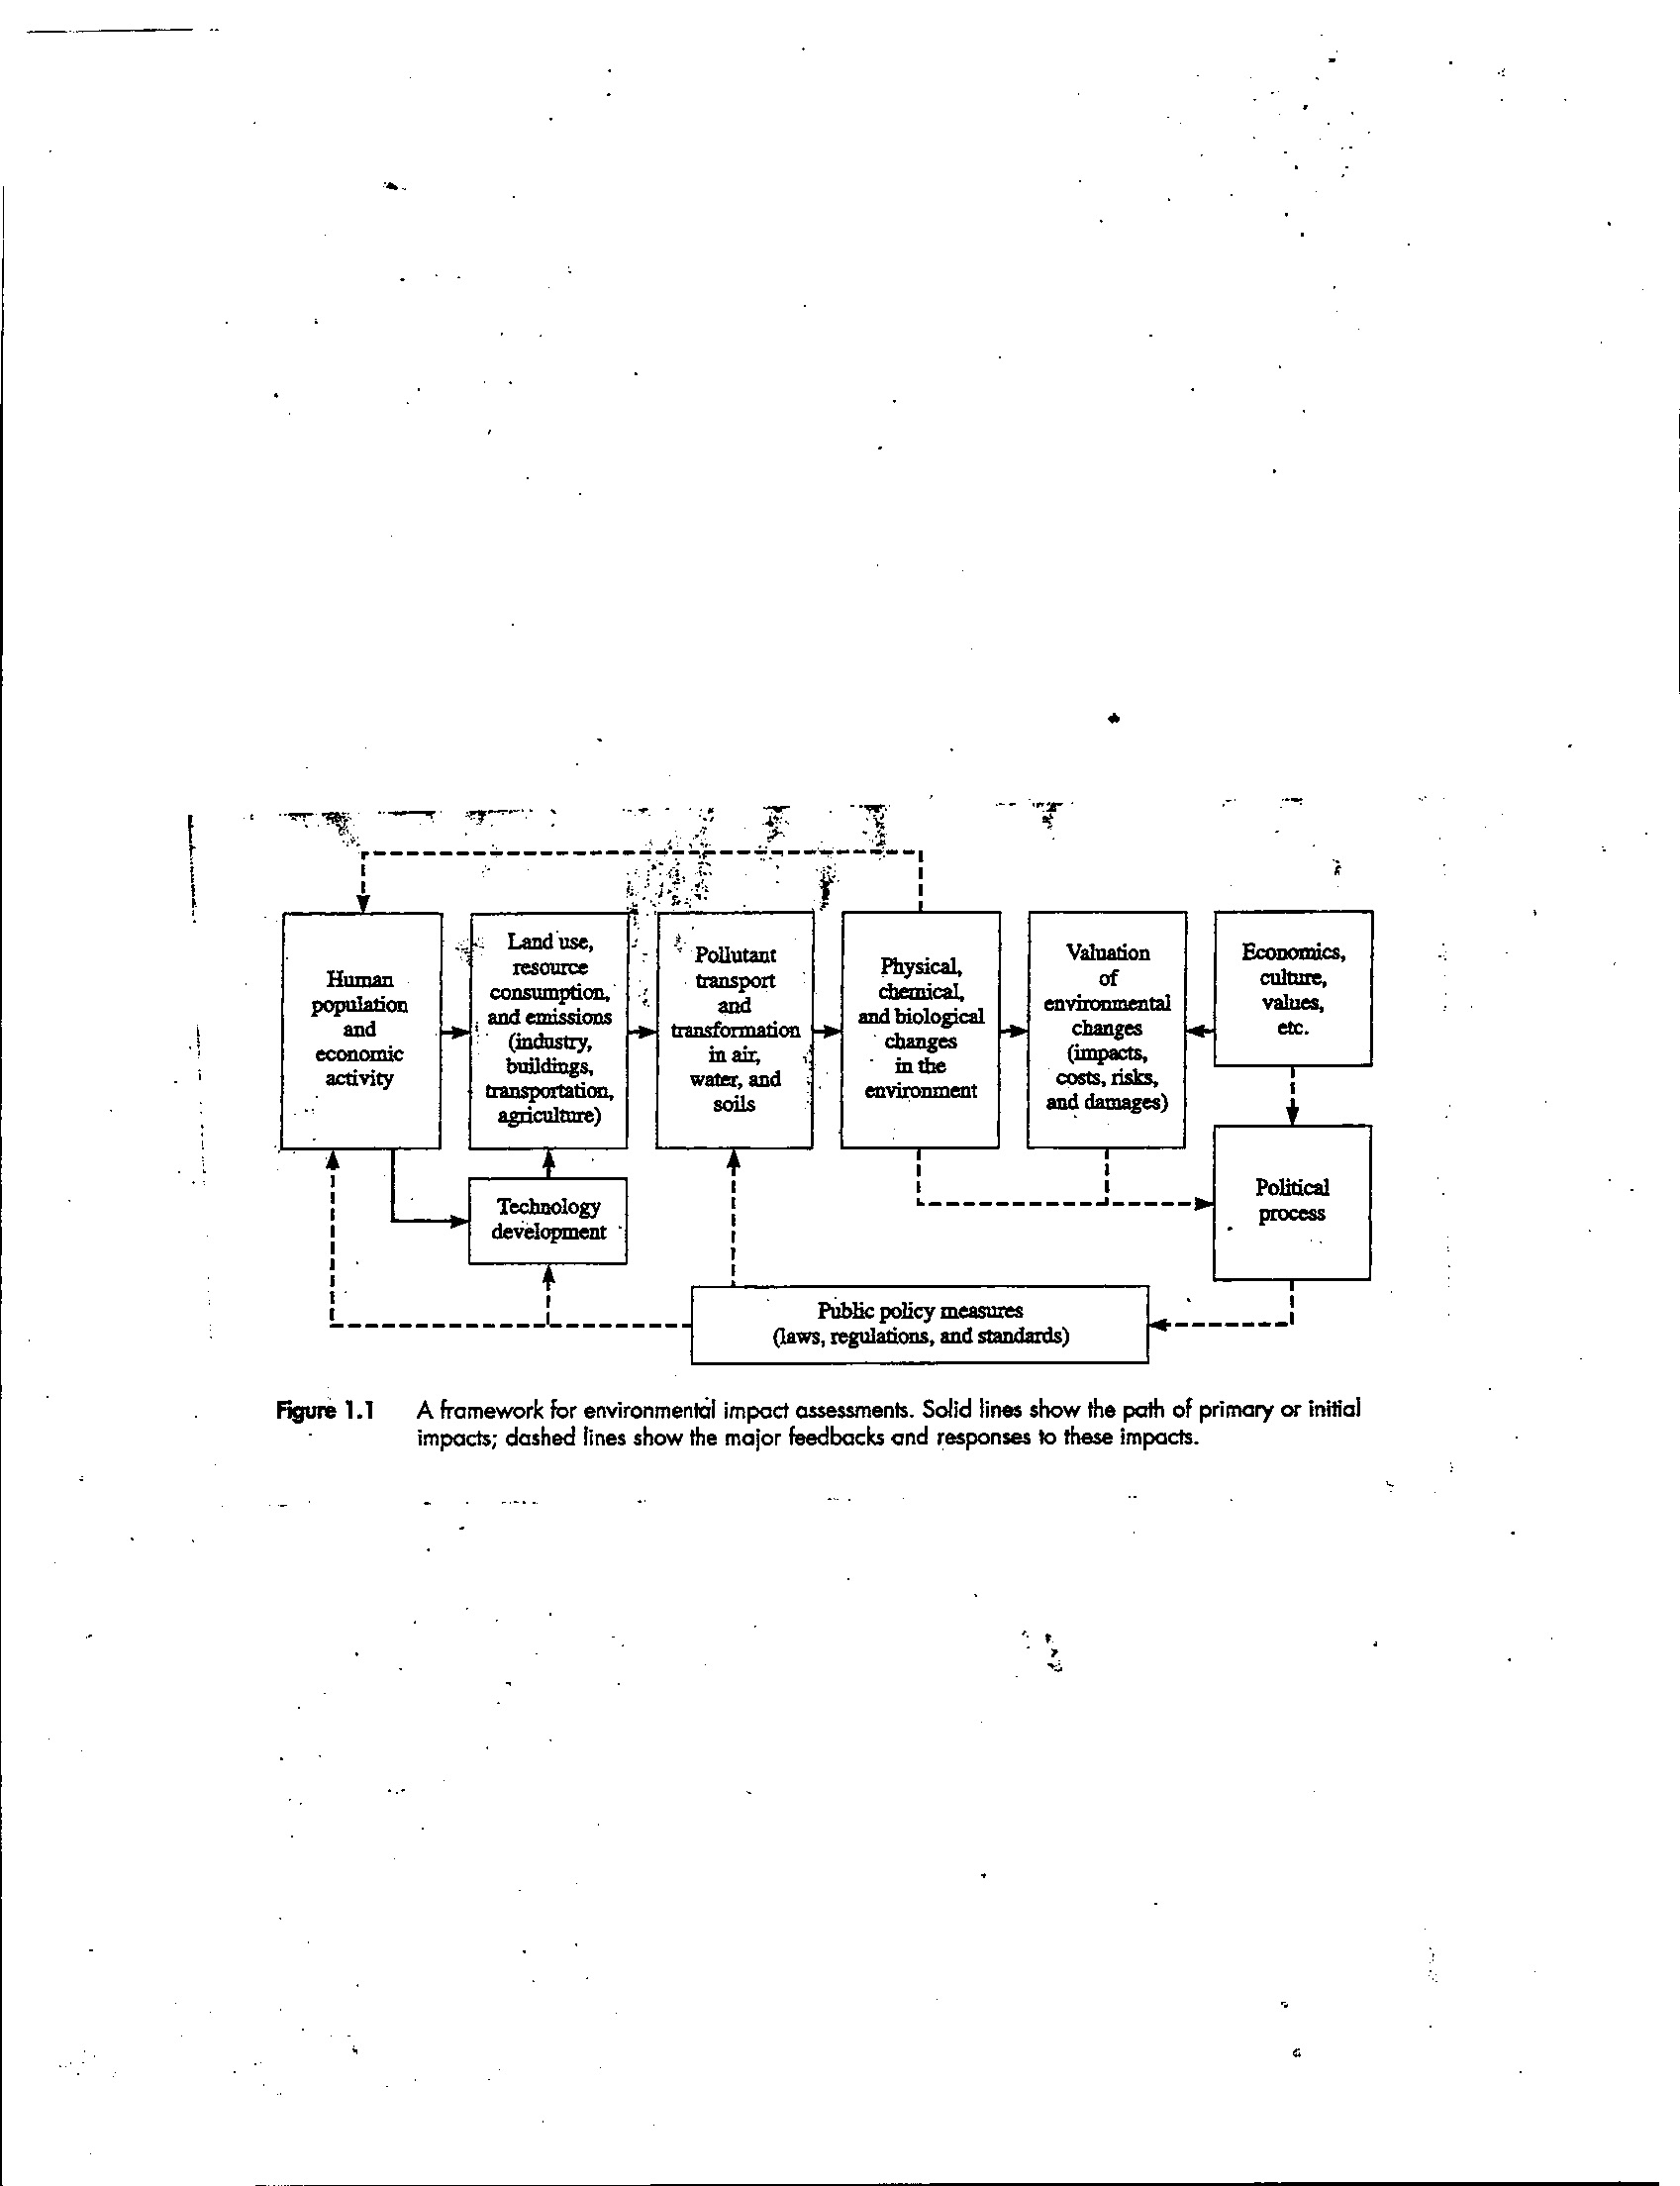 Human
population
and
economic
activity
Land use,
resource
consumption,
and emissions
(industry,
buildings,
transportation,
agriculture)
Pollutant
transport
and
transformation
in air,
water, and
soils
Physical,
chemical,
and biological
changes
in the
environment
Valuation
of
environmental
changes
(impacts,
costs, risks,
and damages)
Economics,
culture,
values,
etc.
Technology
development
Political
process
Public policy measures
(laws, regulations, and standards)
Figure 1.1 A framework for environmental impact assessments. Solid lines show the path of primary or initial
impacts; dashed lines show the major feedbacks and responses to these impacts.